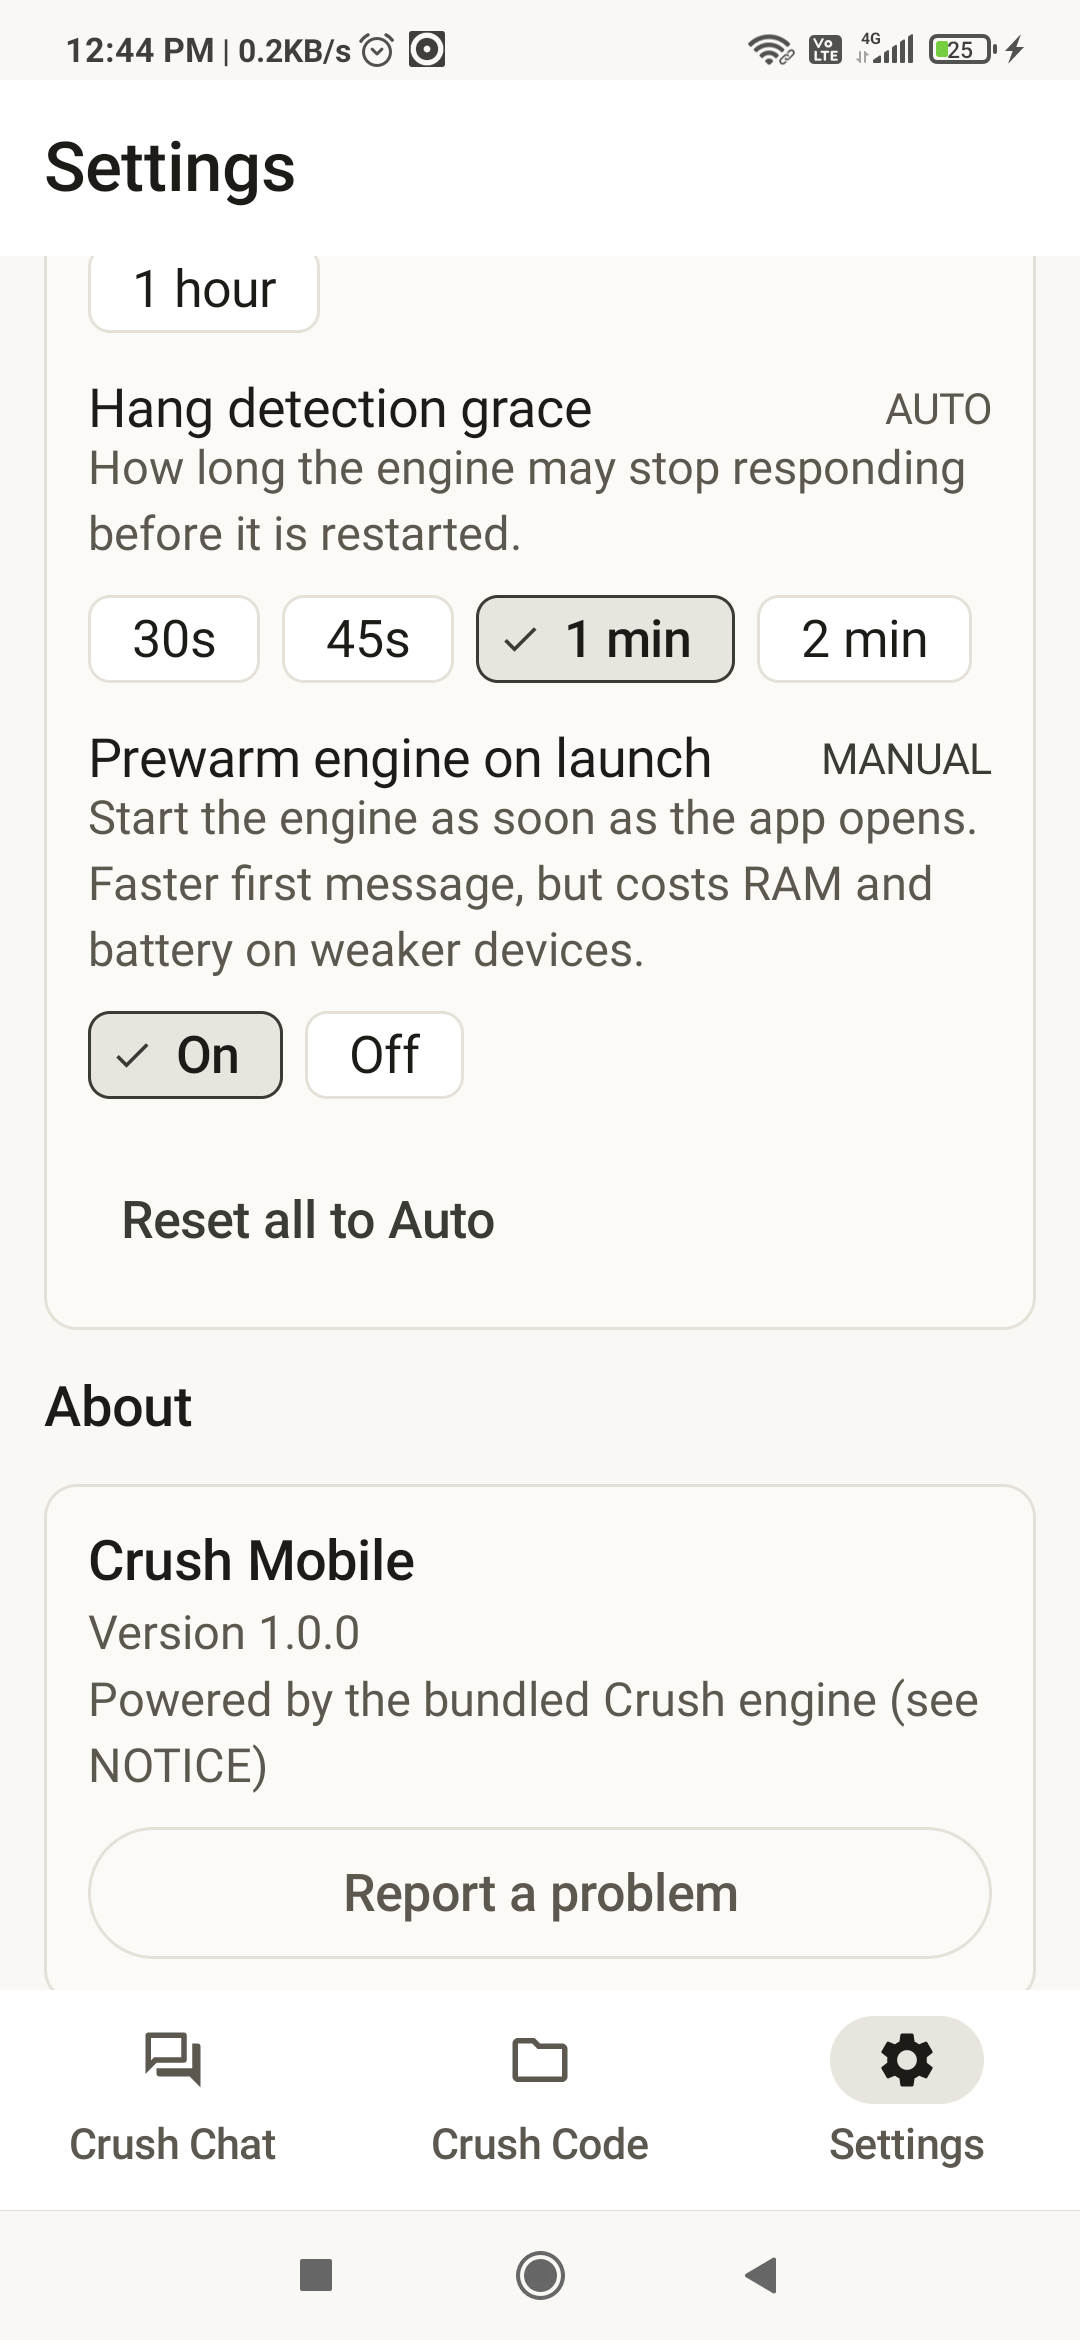 12:44 PM | 0.2KB/s
Vo LTE
4G
25
Settings
1 hour
Hang detection grace
AUTO
How long the engine may stop responding
before it is restarted.
30s
45s
1 min
2 min
Prewarm engine on launch
MANUAL
Start the engine as soon as the app opens.
Faster first message, but costs RAM and
battery on weaker devices.
On
Off
Reset all to Auto
About
Crush Mobile
Version 1.0.0
Powered by the bundled Crush engine (see
NOTICE)
Report a problem
Crush Chat
Crush Code
Settings